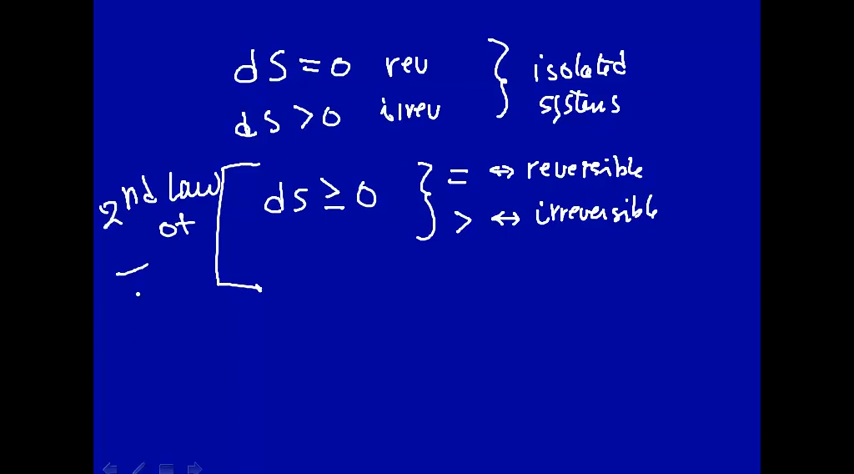 dS = 0 rev } isolated
dS > 0 irrev systems
2nd Law [ dS ≥ 0 } = ↔ reversible
of > ↔ irreversible